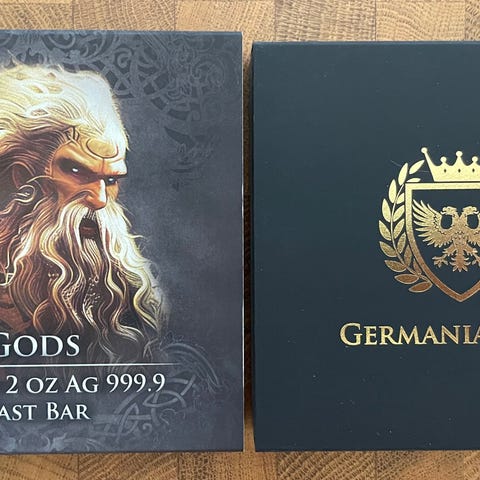 GODS
2 OZ AG 999.9
AST BAR
GERMANIA